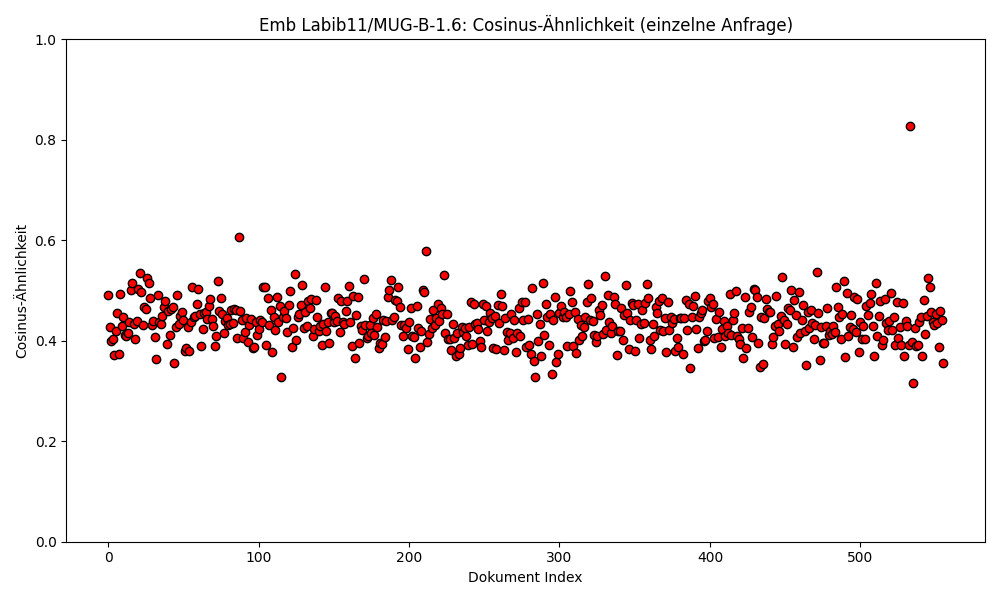 Emb Labib11/MUG-B-1.6: Cosinus-Ähnlichkeit (einzelne Anfrage)
1.0
0.8
0.6
0.4
0.2
0.0
Cosinus-Ähnlichkeit
0 100 200 300 400 500
Dokument Index